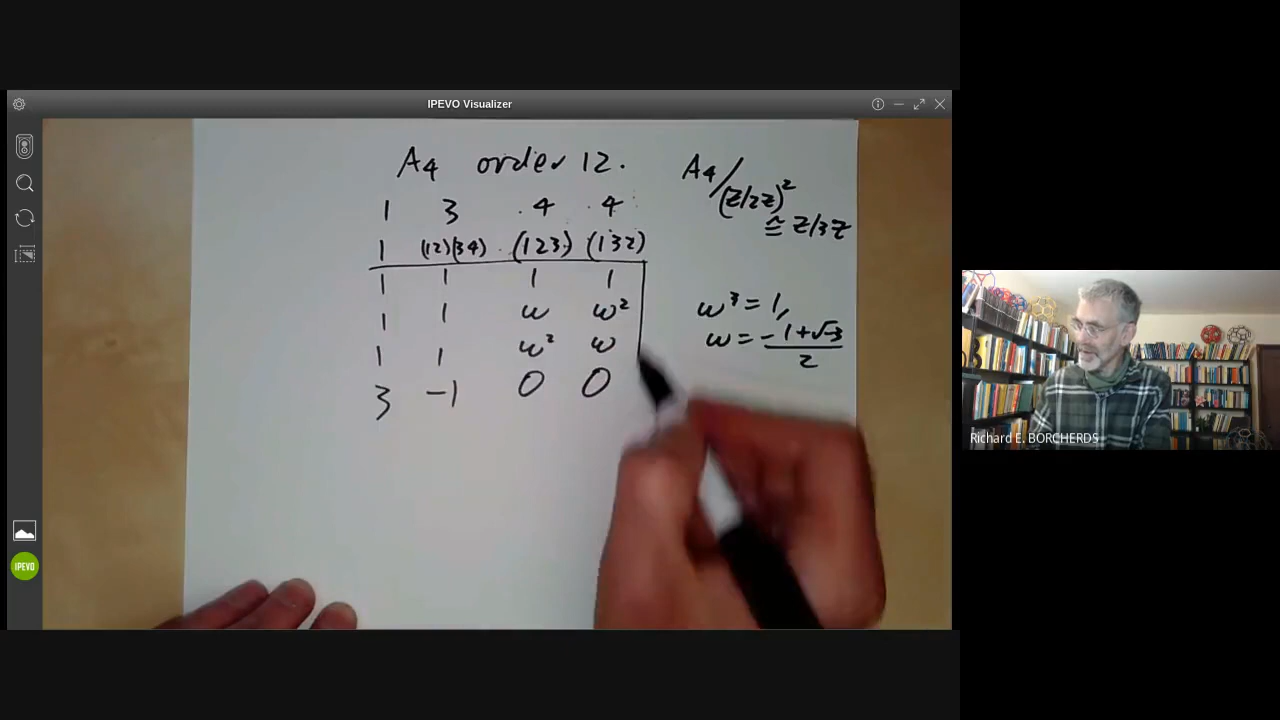 IPEVO Visualizer
A4 order 12.
1 3 4 4
1 (12)(34) (123) (132)
1 1 1 1
1 1 ω ω²
1 1 ω² ω
3 -1 0 0
A4/(Z/2Z)²
≅ Z/3Z
ω³ = 1,
ω = -1+√-3
2
Richard E. BORCHERDS
IPEVO